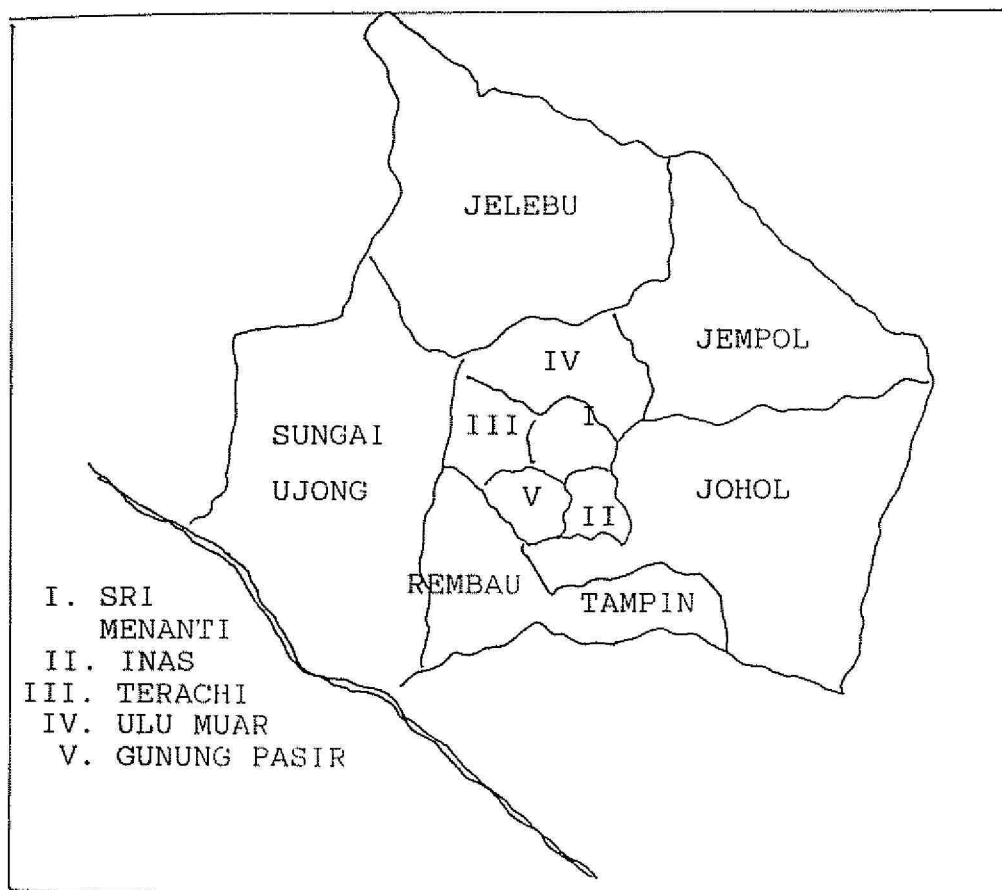 JELEBU
JEMPOL
IV
I
III
SUNGAI
UJONG
JOHOL
V
II
REMBAU
TAMPIN
I. SRI
MENANTI
II. INAS
III. TERACHI
IV. ULU MUAR
V. GUNUNG PASIR